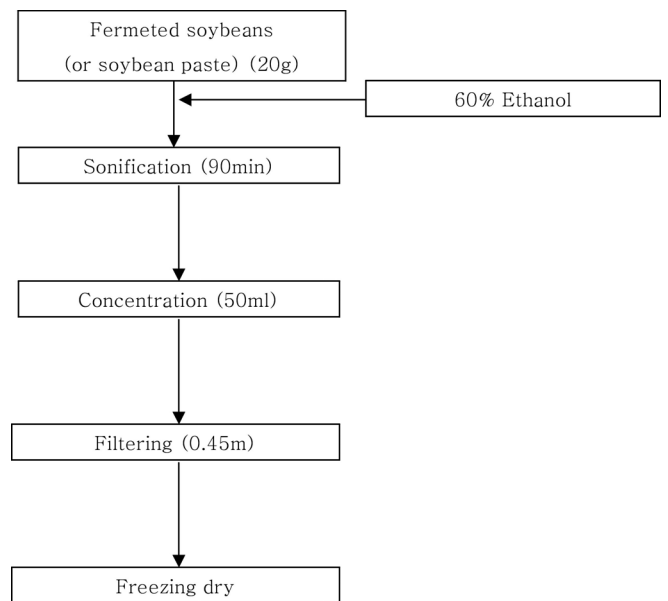 Fermeted soybeans
(or soybean paste) (20g)
60% Ethanol
Sonification (90min)
Concentration (50ml)
Filtering (0.45m)
Freezing dry